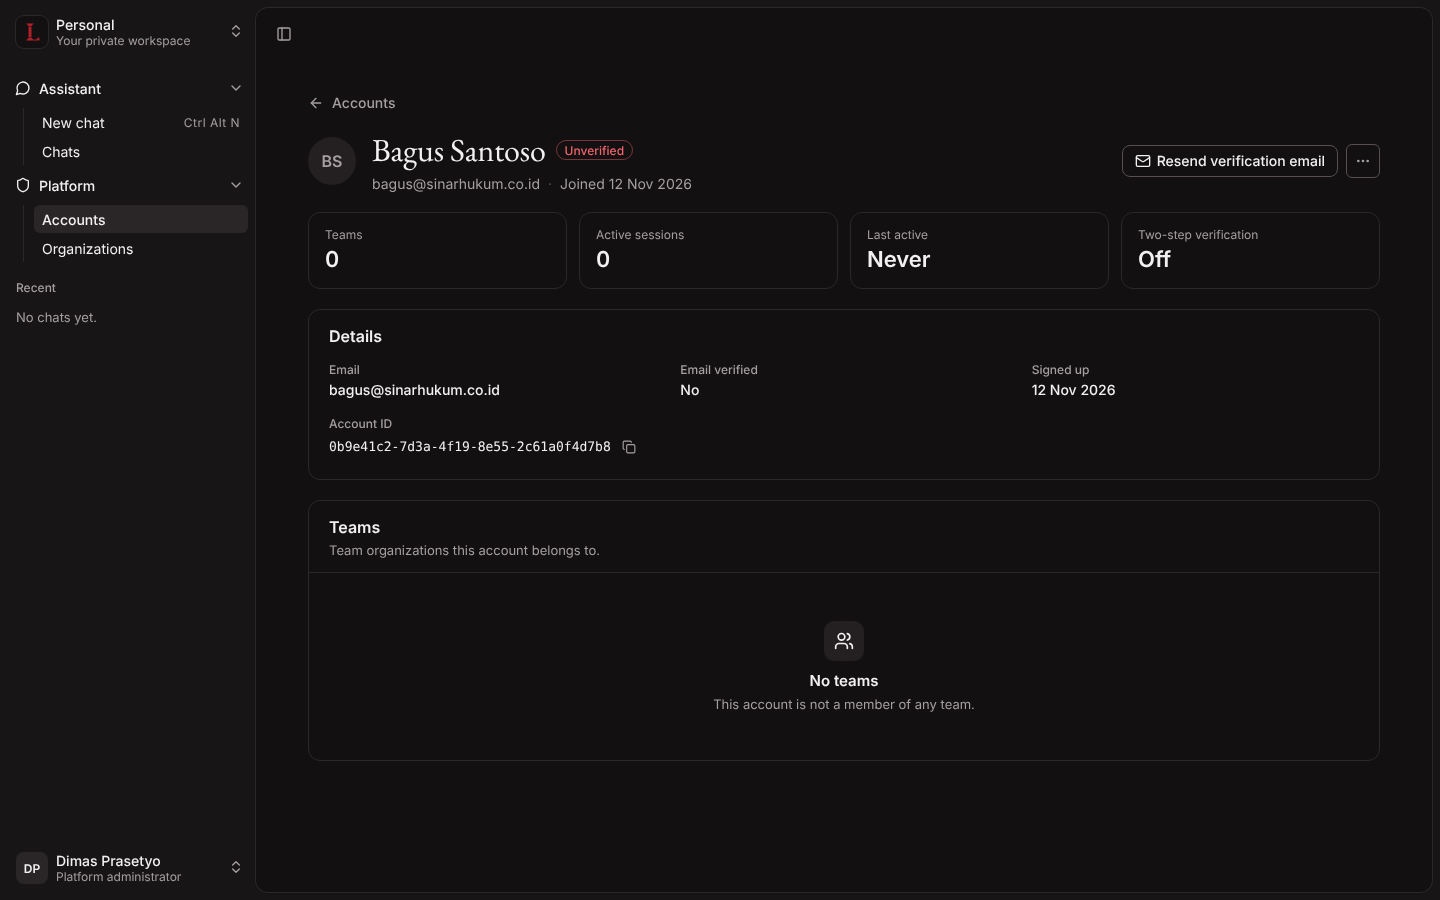 L
Personal
Your private workspace
Assistant
New chat
Ctrl Alt N
Chats
Platform
Accounts
Organizations
Recent
No chats yet.
DP
Dimas Prasetyo
Platform administrator
Accounts
BS
Bagus Santoso
Unverified
bagus@sinarhukum.co.id · Joined 12 Nov 2026
Resend verification email
Teams
0
Active sessions
0
Last active
Never
Two-step verification
Off
Details
Email
bagus@sinarhukum.co.id
Email verified
No
Signed up
12 Nov 2026
Account ID
0b9e41c2-7d3a-4f19-8e55-2c61a0f4d7b8
Teams
Team organizations this account belongs to.
No teams
This account is not a member of any team.